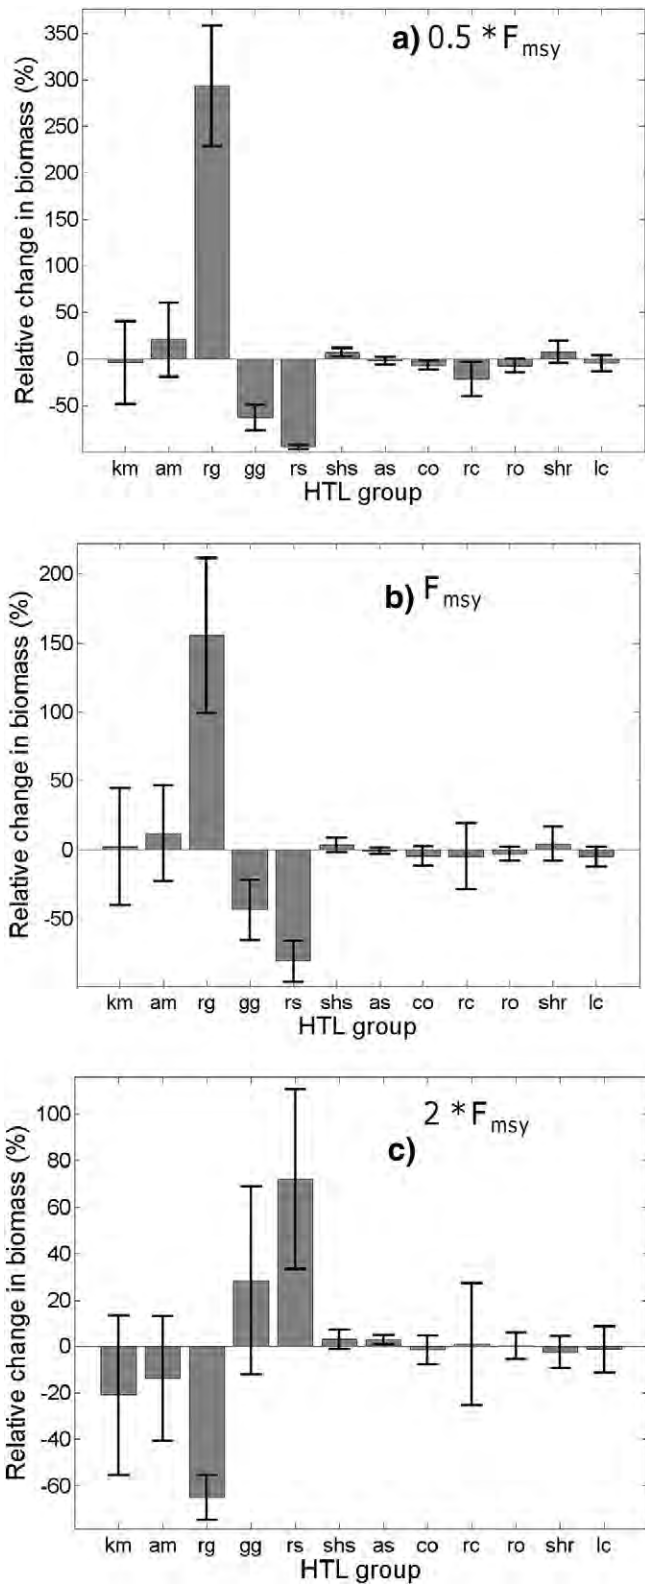 a) 0.5 * Fmsy
Relative change in biomass (%)
350
300
250
200
150
100
50
0
-50
km am rg gg rs shs as co rc ro shr lc
HTL group
b) Fmsy
Relative change in biomass (%)
200
150
100
50
0
-50
km am rg gg rs shs as co rc ro shr lc
HTL group
2 * Fmsy
c)
Relative change in biomass (%)
100
80
60
40
20
0
-20
-40
-60
km am rg gg rs shs as co rc ro shr lc
HTL group